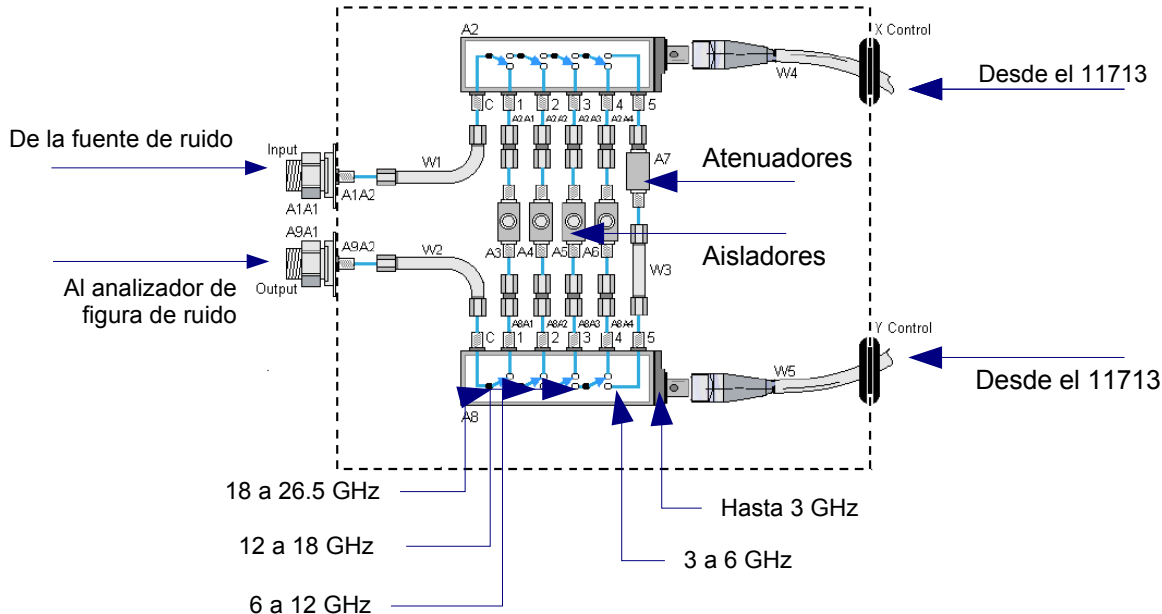 A2
X Control
W4
Desde el 11713
C 1 2 3 4 5
A2A1 A2A2 A2A3 A2A4
De la fuente de ruido
Input
W1
A7
Atenuadores
A1A2
A1A1
A9A1
A9A2
W2
A3 A4 A5 A6
Aisladores
W3
Al analizador de
figura de ruido
Output
A8A1 A8A2 A8A3 A8A4
C 1 2 3 4 5
Y Control
W5
Desde el 11713
A8
18 a 26.5 GHz
Hasta 3 GHz
12 a 18 GHz
3 a 6 GHz
6 a 12 GHz